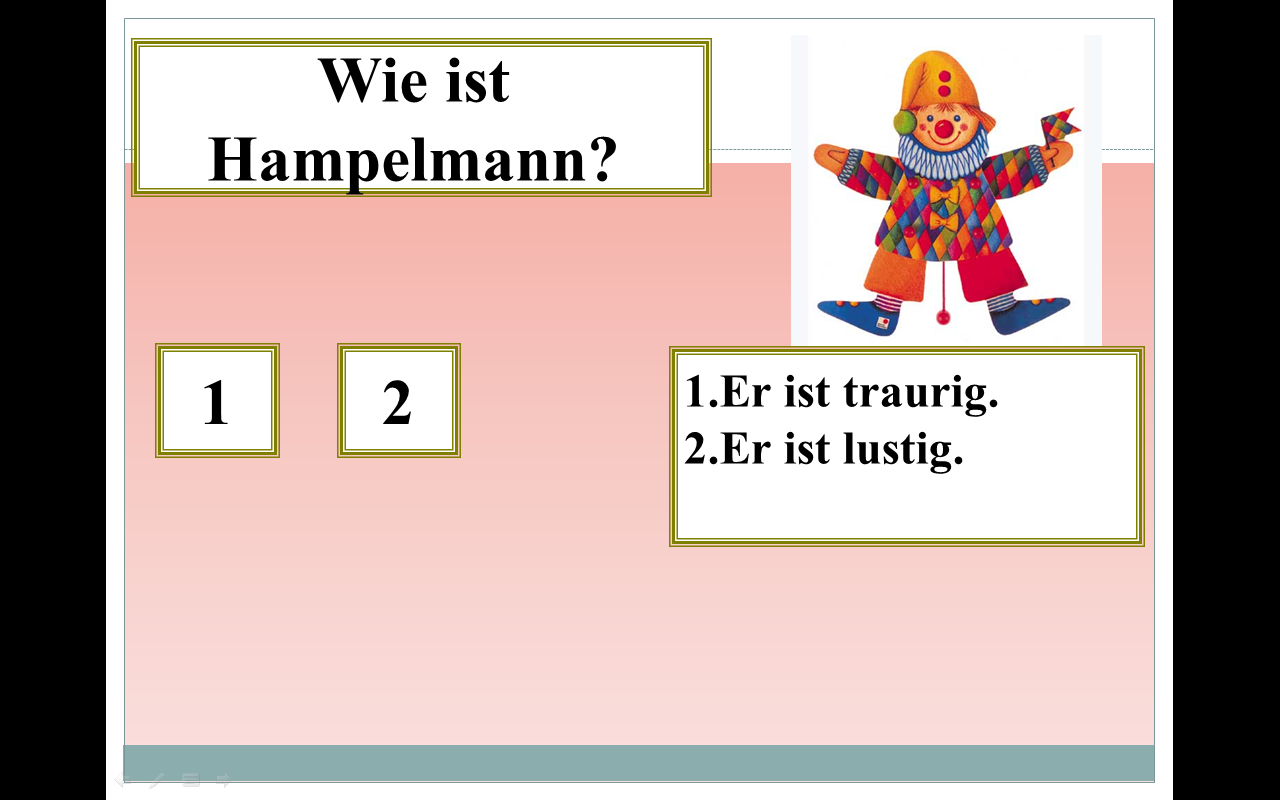 Wie ist
Hampelmann?
1
2
1.Er ist traurig.
2.Er ist lustig.